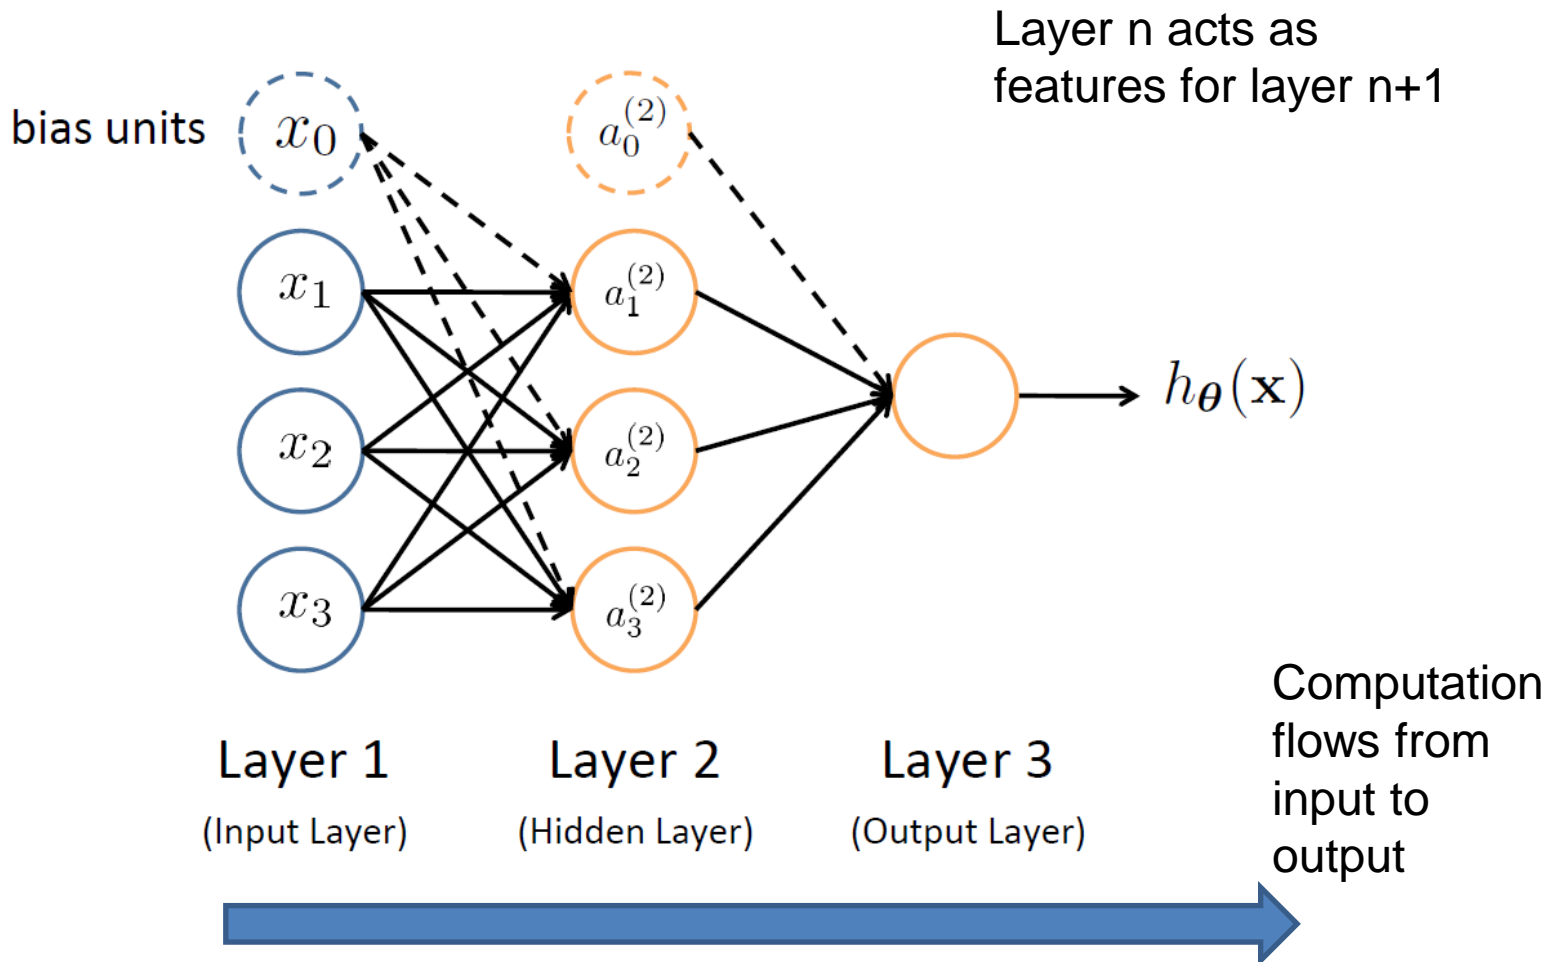 Layer n acts as
features for layer n+1
bias units
x₀
a₀⁽²⁾
x₁
a₁⁽²⁾
x₂
a₂⁽²⁾
x₃
a₃⁽²⁾
h_θ(x)
Layer 1
(Input Layer)
Layer 2
(Hidden Layer)
Layer 3
(Output Layer)
Computation
flows from
input to
output